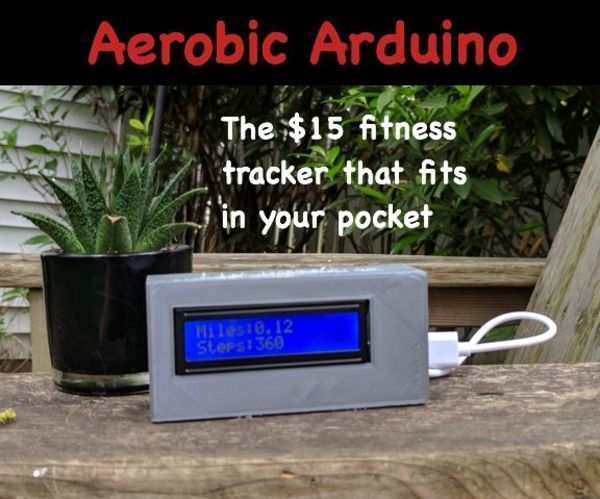 Aerobic Arduino
The $15 fitness
tracker that fits
in your pocket
Miles:0.12
Steps:360